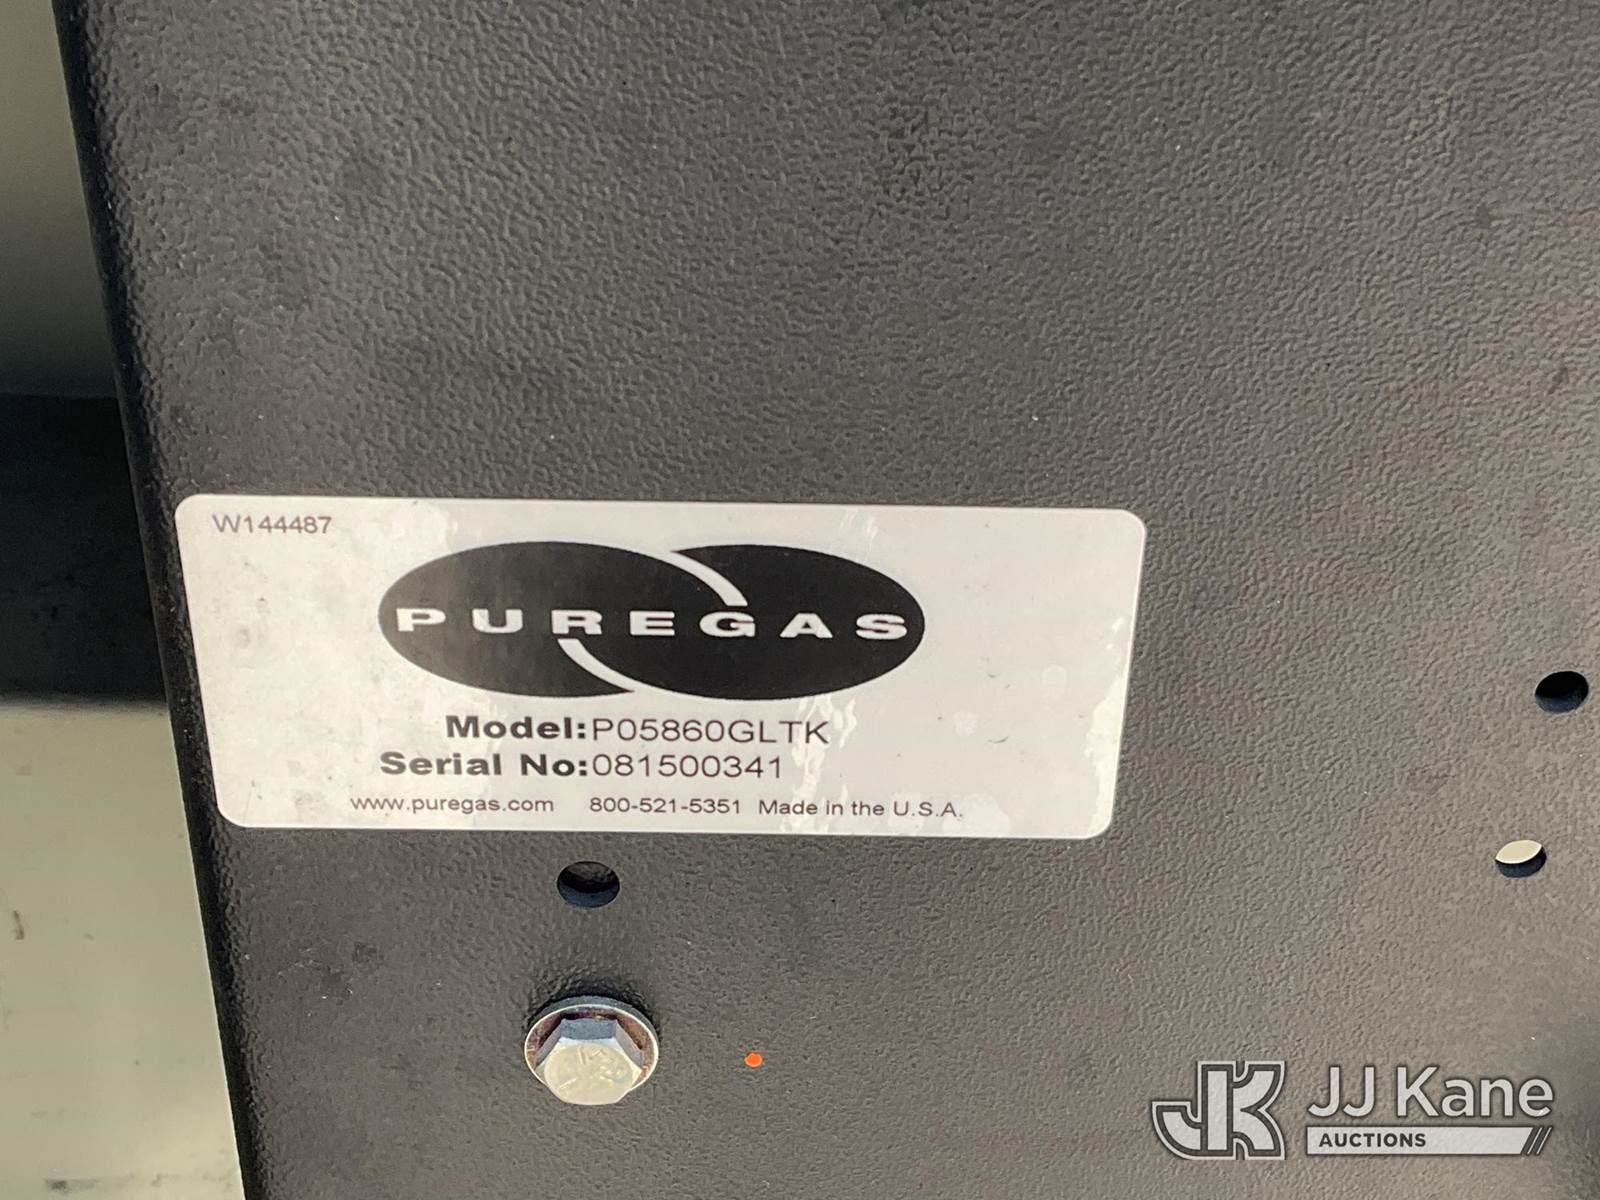 W144487
PUREGAS
Model:P05860GLTK
Serial No:081500341
www.puregas.com 800-521-5351 Made in the U.S.A.
JK JJ Kane
AUCTIONS